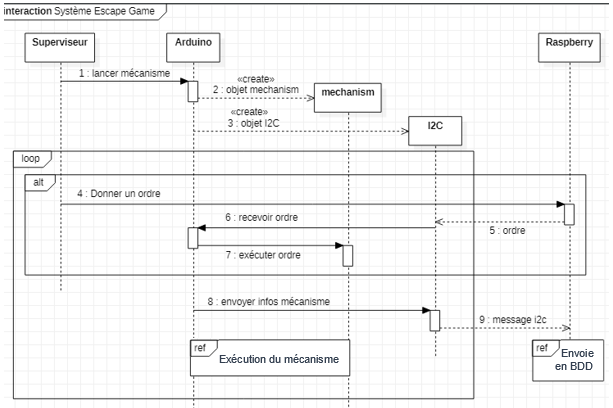 interaction Système Escape Game
Superviseur
Arduino
Raspberry
1 : lancer mécanisme
«create»
2 : objet mechanism
mechanism
«create»
3 : objet I2C
I2C
loop
alt
4 : Donner un ordre
6 : recevoir ordre
5 : ordre
7 : exécuter ordre
8 : envoyer infos mécanisme
9 : message i2c
ref
Exécution du mécanisme
ref
Envoie
en BDD